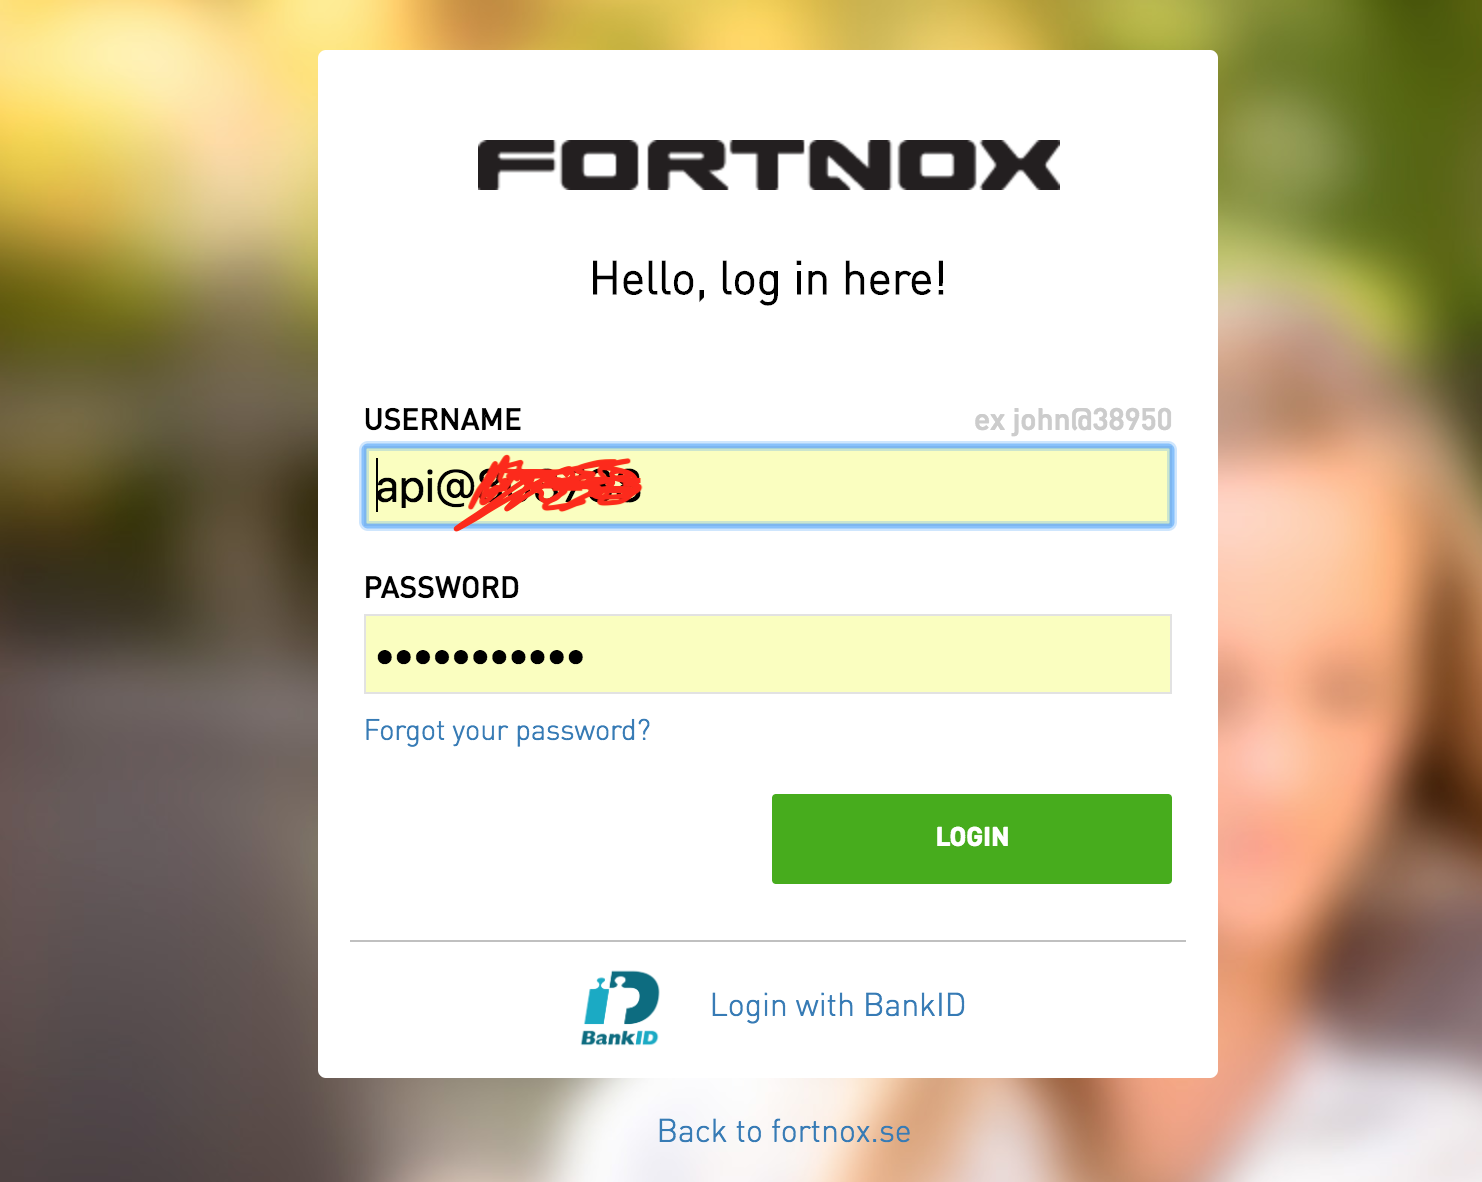 FORTNOX
Hello, log in here!
USERNAME
ex john@38950
api@
PASSWORD
Forgot your password?
LOGIN
BankID
Login with BankID
Back to fortnox.se